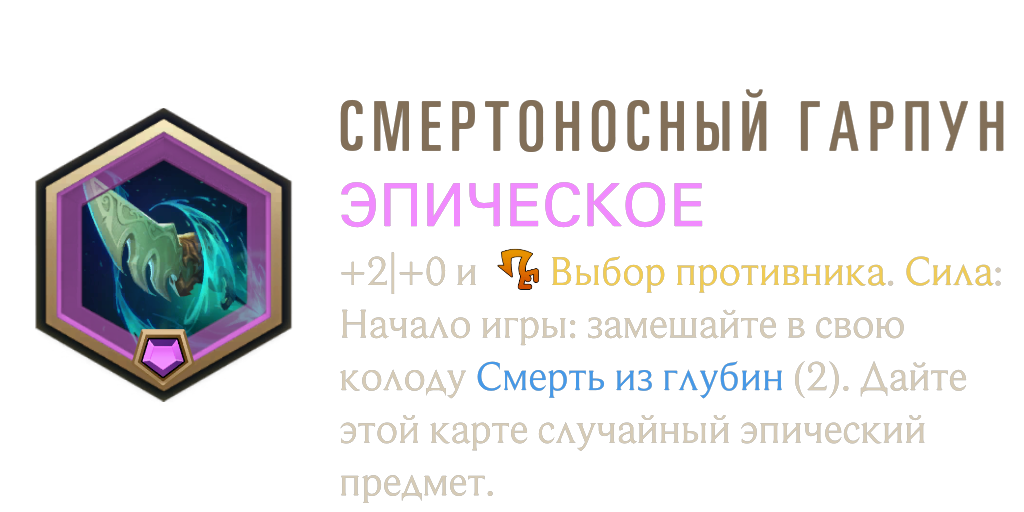 СМЕРТОНОСНЫЙ ГАРПУН
ЭПИЧЕСКОЕ
+2|+0 и Выбор противника. Сила:
Начало игры: замешайте в свою
колоду Смерть из глубин (2). Дайте
этой карте случайный эпический
предмет.